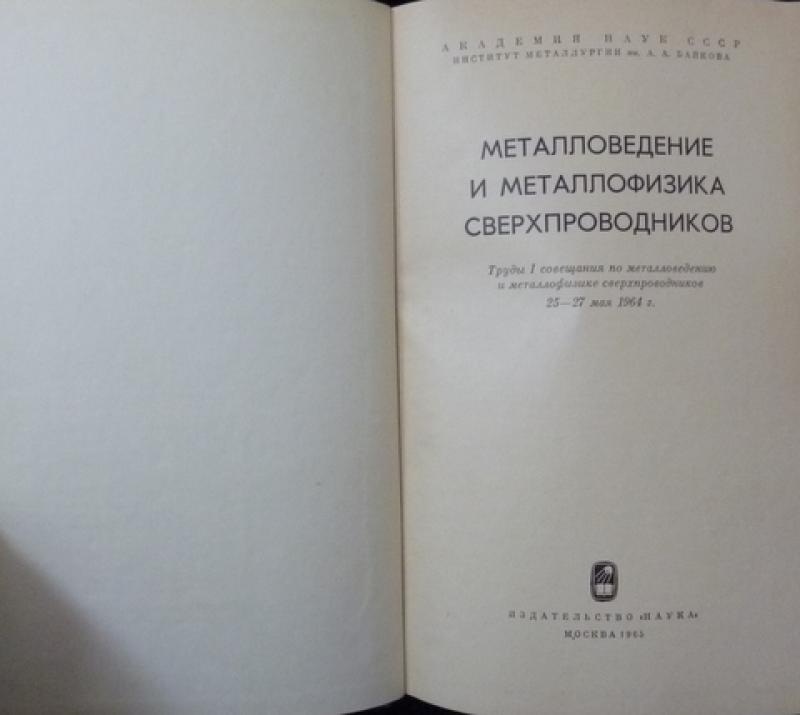 АКАДЕМИЯ НАУК СССР
ИНСТИТУТ МЕТАЛЛУРГИИ им. А. А. БАЙКОВА
МЕТАЛЛОВЕДЕНИЕ
И МЕТАЛЛОФИЗИКА
СВЕРХПРОВОДНИКОВ
Труды I совещания по металловедению
и металлофизике сверхпроводников
25—27 мая 1964 г.
ИЗДАТЕЛЬСТВО «НАУКА»
МОСКВА 1965